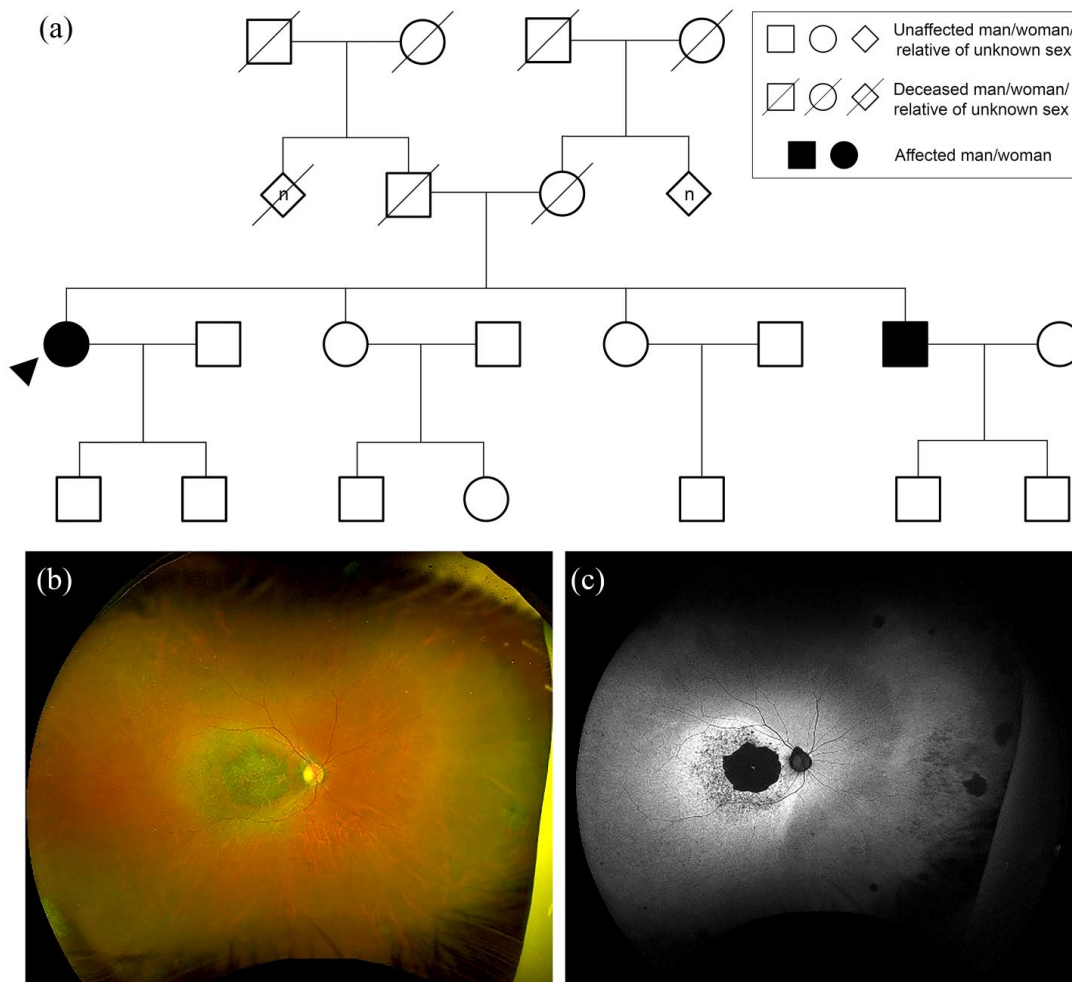 (a)
Unaffected man/woman/
relative of unknown sex
Deceased man/woman/
relative of unknown sex
Affected man/woman
n
n
(b)
(c)